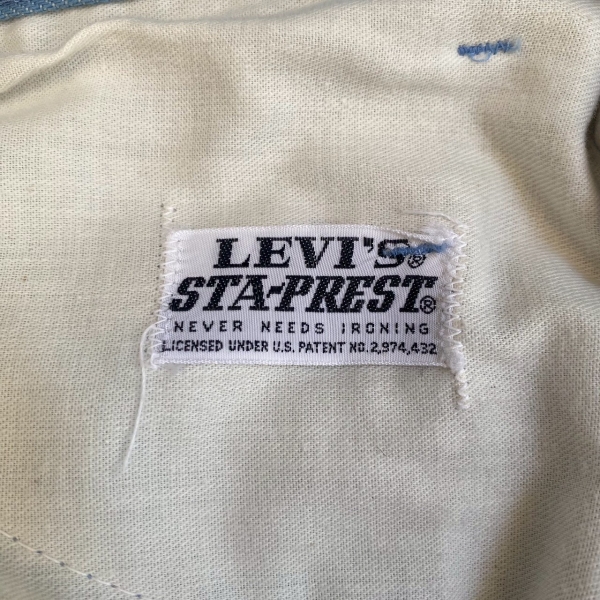 LEVI'S®
STA-PREST®
NEVER NEEDS IRONING
LICENSED UNDER U.S. PATENT NO.2,974,432